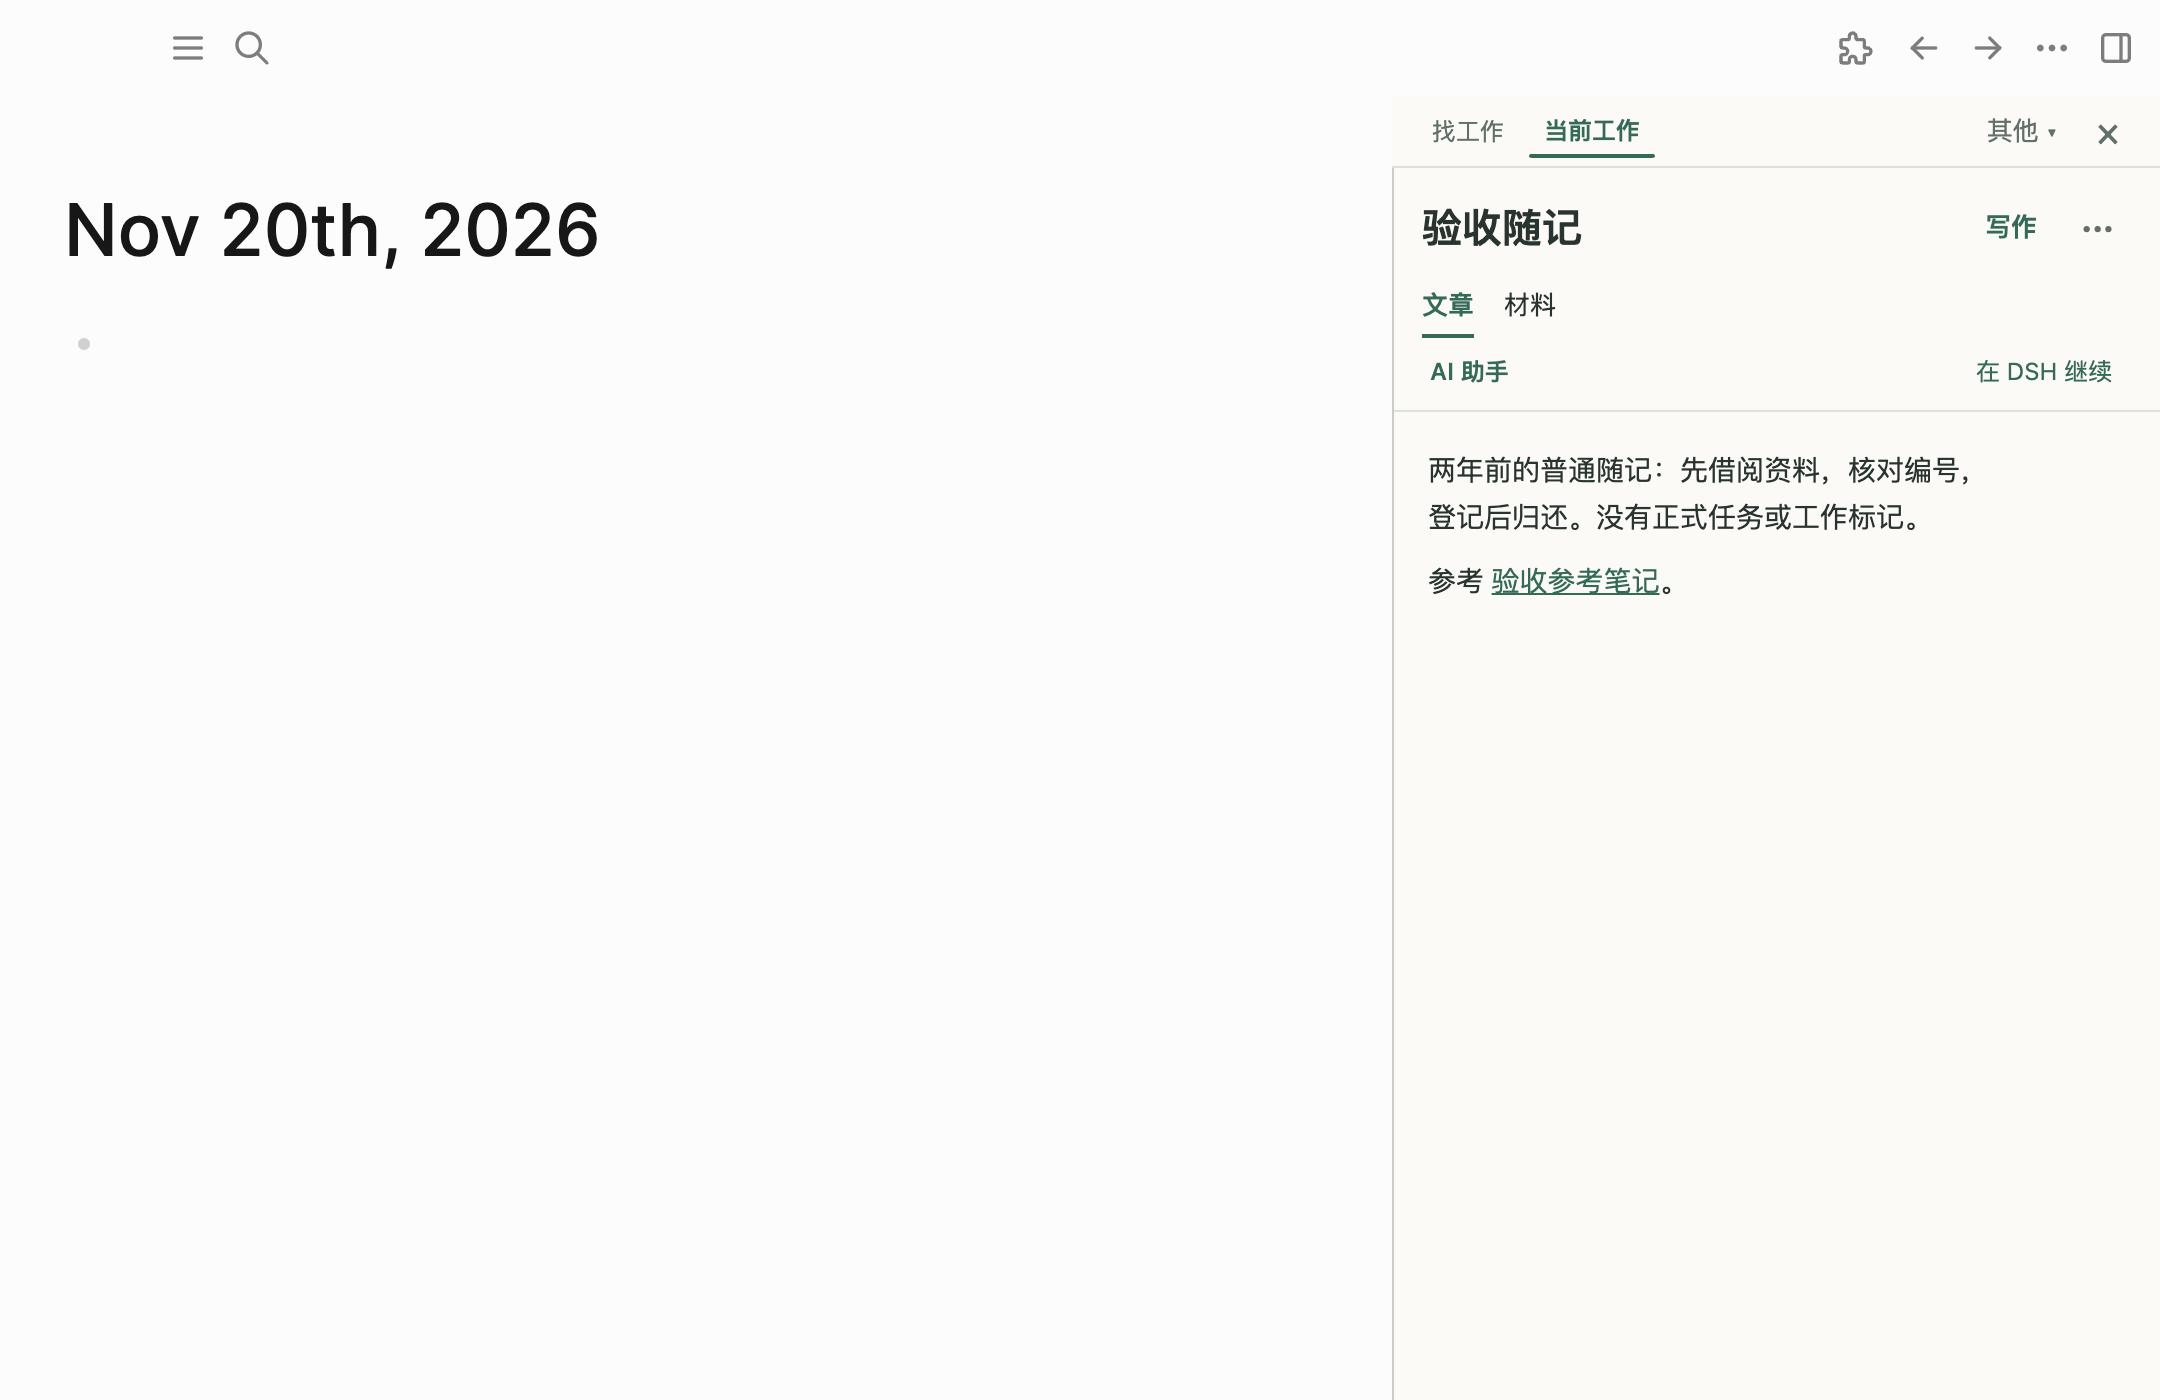 找工作 当前工作 其他 ▾ ×
Nov 20th, 2026
验收随记 写作 •••
文章 材料
AI 助手 在 DSH 继续
两年前的普通随记：先借阅资料，核对编号，
登记后归还。没有正式任务或工作标记。
参考 验收参考笔记。